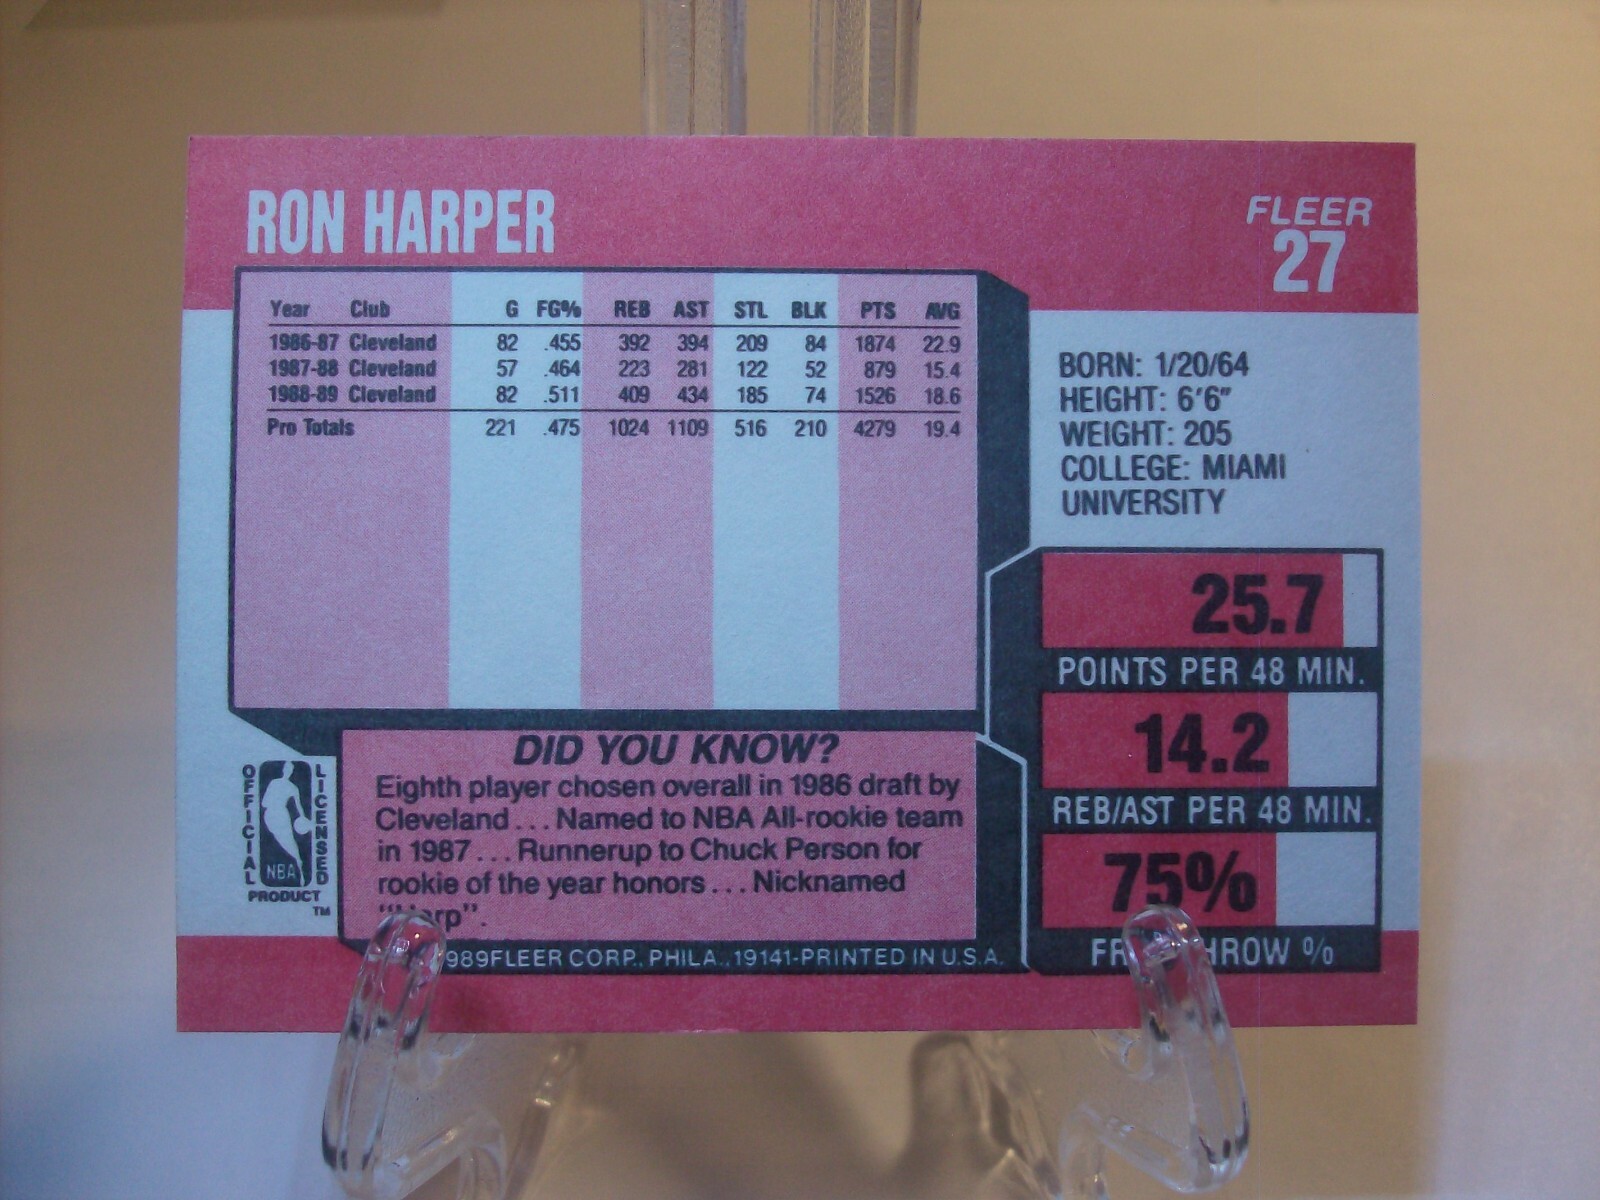 RON HARPER
FLEER
27
Year Club G FG% REB AST STL BLK PTS AVG
1986-87 Cleveland 82 .455 392 394 209 84 1874 22.9
1987-88 Cleveland 57 .464 223 281 122 52 879 15.4
1988-89 Cleveland 82 .511 409 434 185 74 1526 18.6
Pro Totals 221 .475 1024 1109 516 210 4279 19.4
BORN: 1/20/64
HEIGHT: 6'6"
WEIGHT: 205
COLLEGE: MIAMI
UNIVERSITY
25.7
POINTS PER 48 MIN.
14.2
REB/AST PER 48 MIN.
75%
THROW %
OFFICIAL
LICENSED
NBA
PRODUCT
TM
DID YOU KNOW?
Eighth player chosen overall in 1986 draft by
Cleveland ... Named to NBA All-rookie team
in 1987 ... Runnerup to Chuck Person for
rookie of the year honors ... Nicknamed
"Harp".
1989 FLEER CORP., PHILA., 19141-PRINTED IN U.S.A.